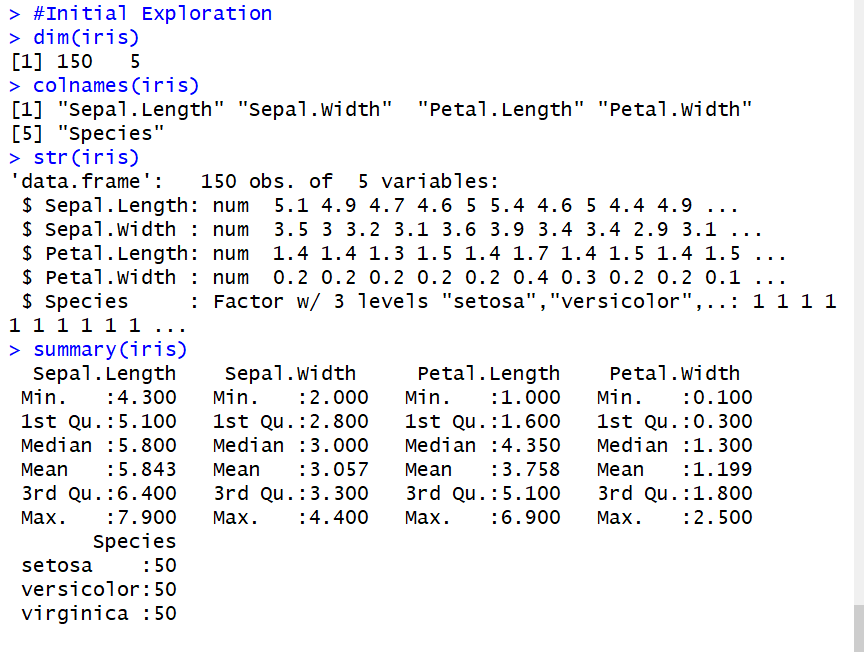 > #Initial Exploration
> dim(iris)
[1] 150   5
> colnames(iris)
[1] "Sepal.Length" "Sepal.Width"  "Petal.Length" "Petal.Width" 
[5] "Species"
> str(iris)
'data.frame':   150 obs. of  5 variables:
 $ Sepal.Length: num  5.1 4.9 4.7 4.6 5 5.4 4.6 5 4.4 4.9 ...
 $ Sepal.Width : num  3.5 3 3.2 3.1 3.6 3.9 3.4 3.4 2.9 3.1 ...
 $ Petal.Length: num  1.4 1.4 1.3 1.5 1.4 1.7 1.4 1.5 1.4 1.5 ...
 $ Petal.Width : num  0.2 0.2 0.2 0.2 0.2 0.4 0.3 0.2 0.2 0.1 ...
 $ Species     : Factor w/ 3 levels "setosa","versicolor",..: 1 1 1 1
1 1 1 1 1 1 ...
> summary(iris)
  Sepal.Length    Sepal.Width     Petal.Length    Petal.Width
 Min.   :4.300   Min.   :2.000   Min.   :1.000   Min.   :0.100
 1st Qu.:5.100   1st Qu.:2.800   1st Qu.:1.600   1st Qu.:0.300
 Median :5.800   Median :3.000   Median :4.350   Median :1.300
 Mean   :5.843   Mean   :3.057   Mean   :3.758   Mean   :1.199
 3rd Qu.:6.400   3rd Qu.:3.300   3rd Qu.:5.100   3rd Qu.:1.800
 Max.   :7.900   Max.   :4.400   Max.   :6.900   Max.   :2.500
       Species
 setosa    :50
 versicolor:50
 virginica :50